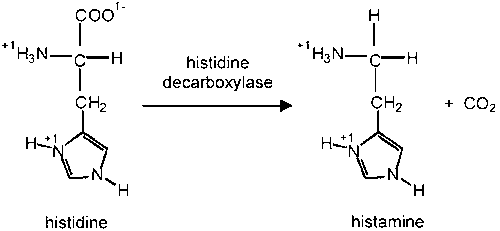 COO¹⁻
H
⁺¹H₃N C H
histidine
decarboxylase
⁺¹H₃N C H
CH₂
CH₂
+ CO₂
H +1 N
H +1 N
N H
N H
histidine
histamine